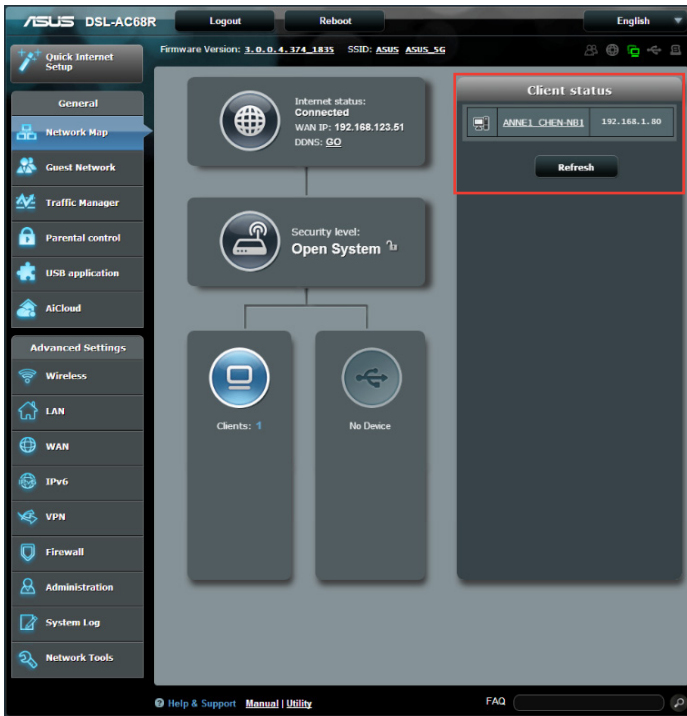 ASUS DSL-AC68R Logout Reboot English
Quick Internet
Setup
Firmware Version: 3.0.0.4.374_1835 SSID: ASUS ASUS_5G
General
Network Map
Guest Network
Traffic Manager
Parental control
USB application
AiCloud
Advanced Settings
Wireless
LAN
WAN
IPv6
VPN
Firewall
Administration
System Log
Network Tools
Internet status:
Connected
WAN IP: 192.168.123.51
DDNS: GO
Security level:
Open System
Clients: 1
No Device
Client status
ANNE1_CHEN-NB1 192.168.1.80
Refresh
Help & Support Manual | Utility FAQ